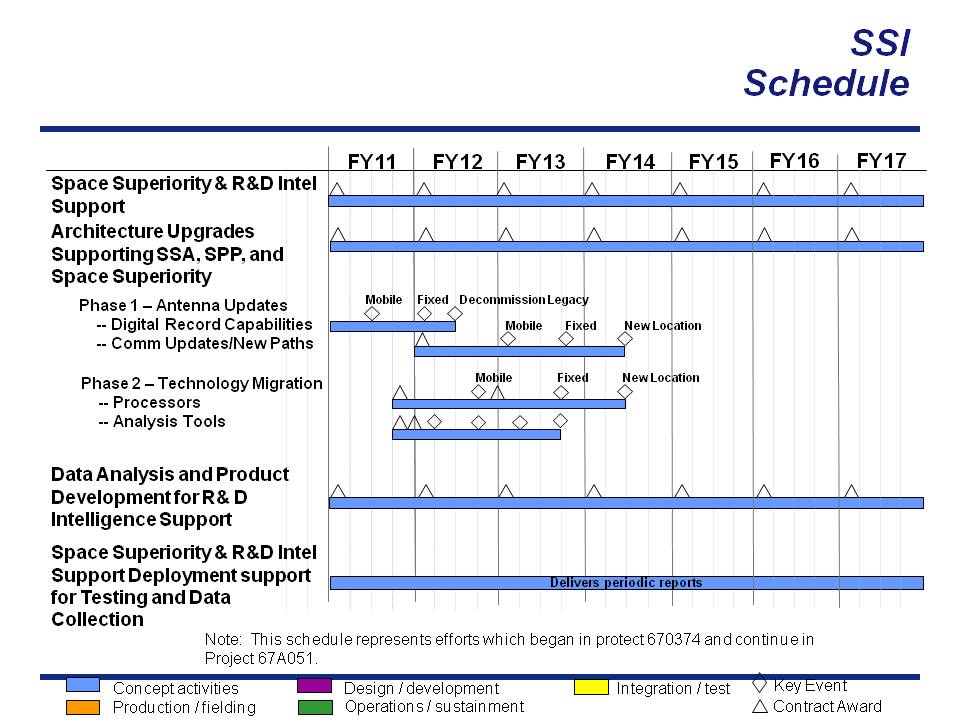 SSI
Schedule
FY11 FY12 FY13 FY14 FY15 FY16 FY17
Space Superiority & R&D Intel
Support
Architecture Upgrades
Supporting SSA, SPP, and
Space Superiority
Mobile Fixed Decommission Legacy
Phase 1 – Antenna Updates
-- Digital Record Capabilities
Mobile Fixed New Location
-- Comm Updates/New Paths
Mobile Fixed New Location
Phase 2 – Technology Migration
-- Processors
-- Analysis Tools
Data Analysis and Product
Development for R& D
Intelligence Support
Space Superiority & R&D Intel
Support Deployment support
for Testing and Data
Collection
Delivers periodic reports
Note: This schedule represents efforts which began in protect 670374 and continue in
Project 67A051.
Concept activities Design / development Integration / test Key Event
Production / fielding Operations / sustainment Contract Award